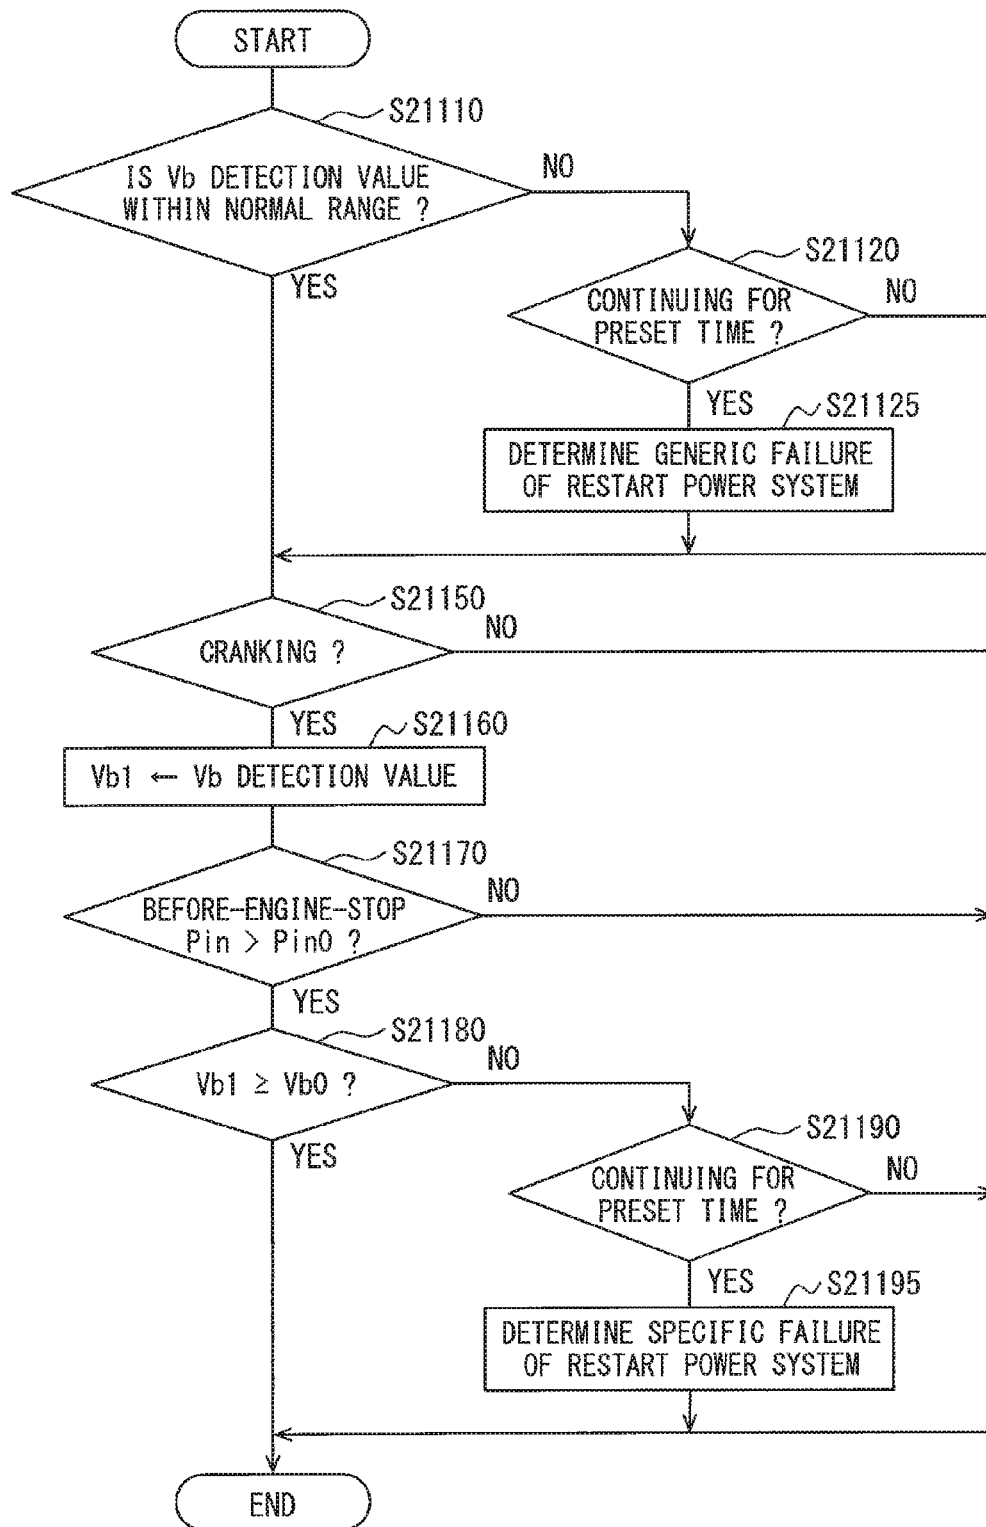 START
S21110
IS Vb DETECTION VALUE
WITHIN NORMAL RANGE ?
NO
YES
S21120
CONTINUING FOR
PRESET TIME ?
NO
YES
S21125
DETERMINE GENERIC FAILURE
OF RESTART POWER SYSTEM
S21150
CRANKING ?
NO
YES
S21160
Vb1 ← Vb DETECTION VALUE
S21170
BEFORE-ENGINE-STOP
Pin > Pin0 ?
NO
YES
S21180
Vb1 ≥ Vb0 ?
NO
YES
S21190
CONTINUING FOR
PRESET TIME ?
NO
YES
S21195
DETERMINE SPECIFIC FAILURE
OF RESTART POWER SYSTEM
END